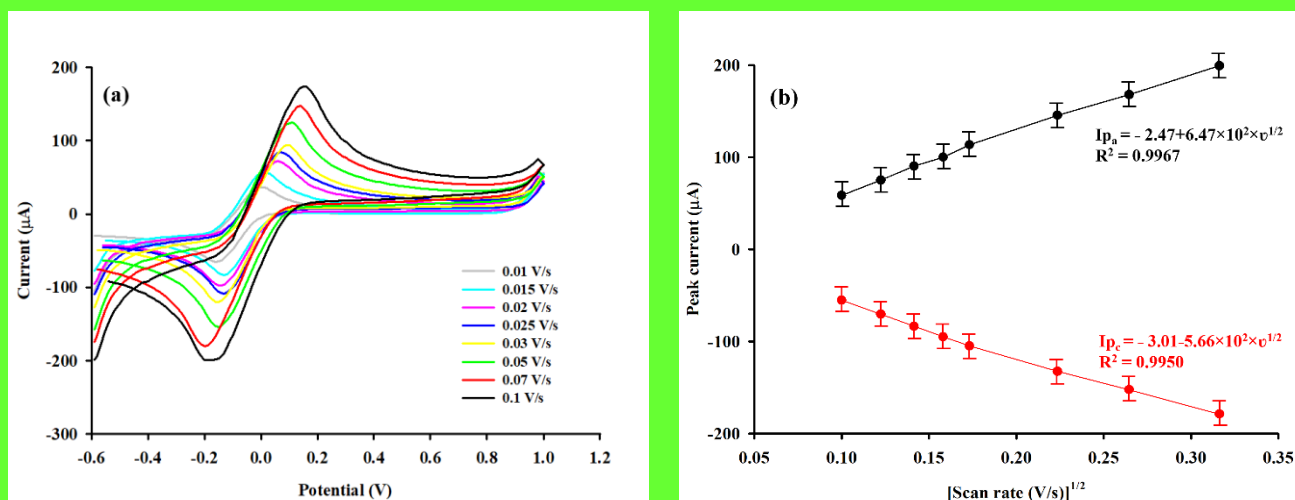 (a)
Current (μA)
200
100
0
-100
-200
-300
0.01 V/s
0.015 V/s
0.02 V/s
0.025 V/s
0.03 V/s
0.05 V/s
0.07 V/s
0.1 V/s
-0.6 -0.4 -0.2 0.0 0.2 0.4 0.6 0.8 1.0 1.2
Potential (V)
(b)
Peak current (μA)
200
100
0
-100
-200
Ipₐ = - 2.47+6.47×10²×υ¹/²
R² = 0.9967
Ip꜀ = - 3.01-5.66×10²×υ¹/²
R² = 0.9950
0.05 0.10 0.15 0.20 0.25 0.30 0.35
[Scan rate (V/s)]¹/²